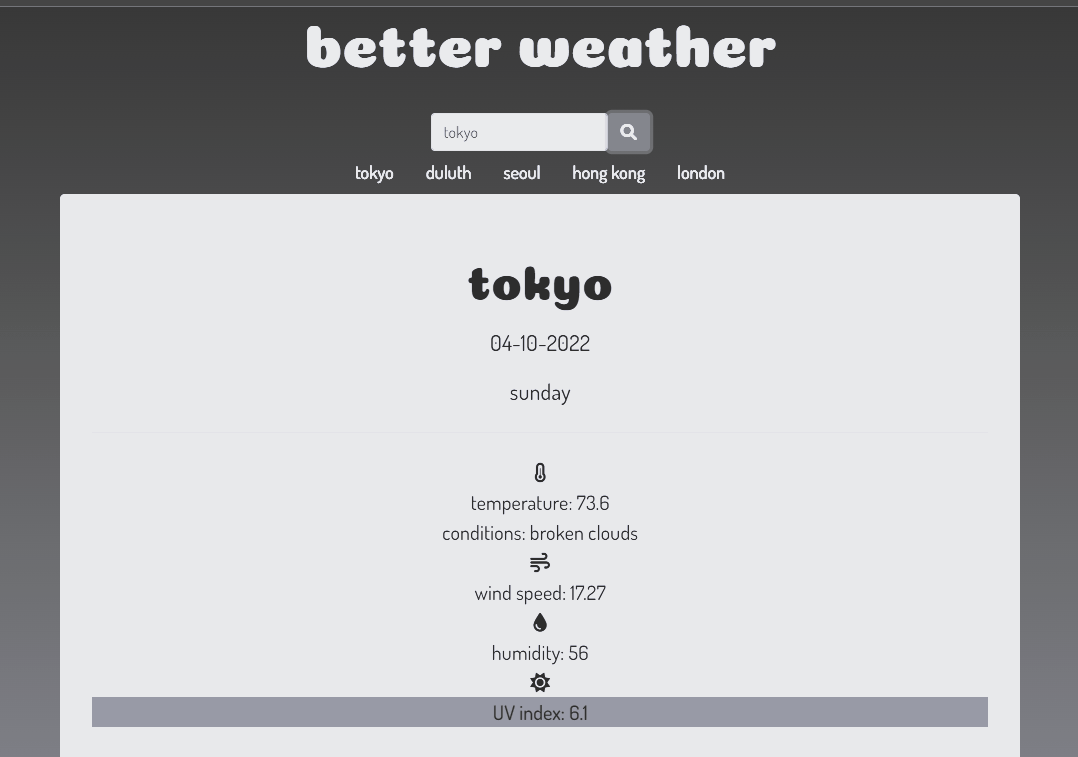 better weather
tokyo
tokyo duluth seoul hong kong london
tokyo
04-10-2022
sunday
temperature: 73.6
conditions: broken clouds
wind speed: 17.27
humidity: 56
UV index: 6.1